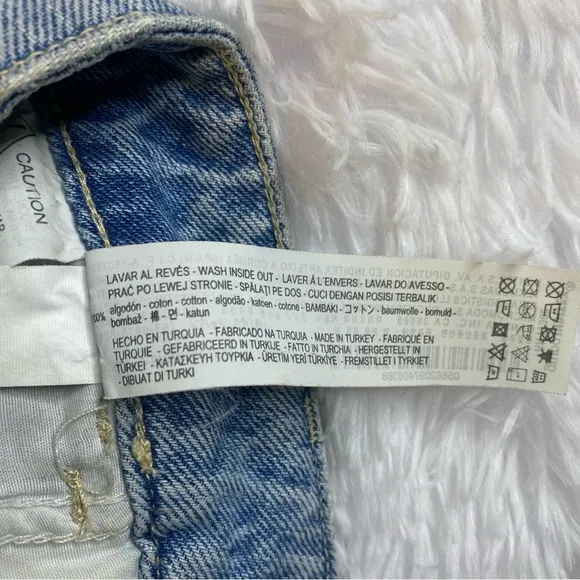 CAUTION
LAVAR AL REVÉS - WASH INSIDE OUT - LAVER À L'ENVERS - LAVAR DO AVESSO -
PRAĆ PO LEWEJ STRONIE - SPĂLAȚI PE DOS - CUCI DENGAN POSISI TERBALIK
100% algodón - coton - cotton - algodão - katoen - cotone - ΒΑΜΒΑΚΙ - コットン - baumwolle - bomuld -
bombaž - 棉 - 면 - katun
HECHO EN TURQUIA - FABRICADO NA TURQUIA - MADE IN TURKEY - FABRIQUÉ EN
TURQUIE - GEFABRICEERD IN TURKIJE - FATTO IN TURCHIA - HERGESTELLT IN
TÜRKEI - ΚΑΤΑΣΚΕΥΗ ΤΟΥΡΚΙΑ - ÜRETİM YERİ TÜRKİYE - FREMSTILLET I TYRKIET
- DIBUAT DI TURKI